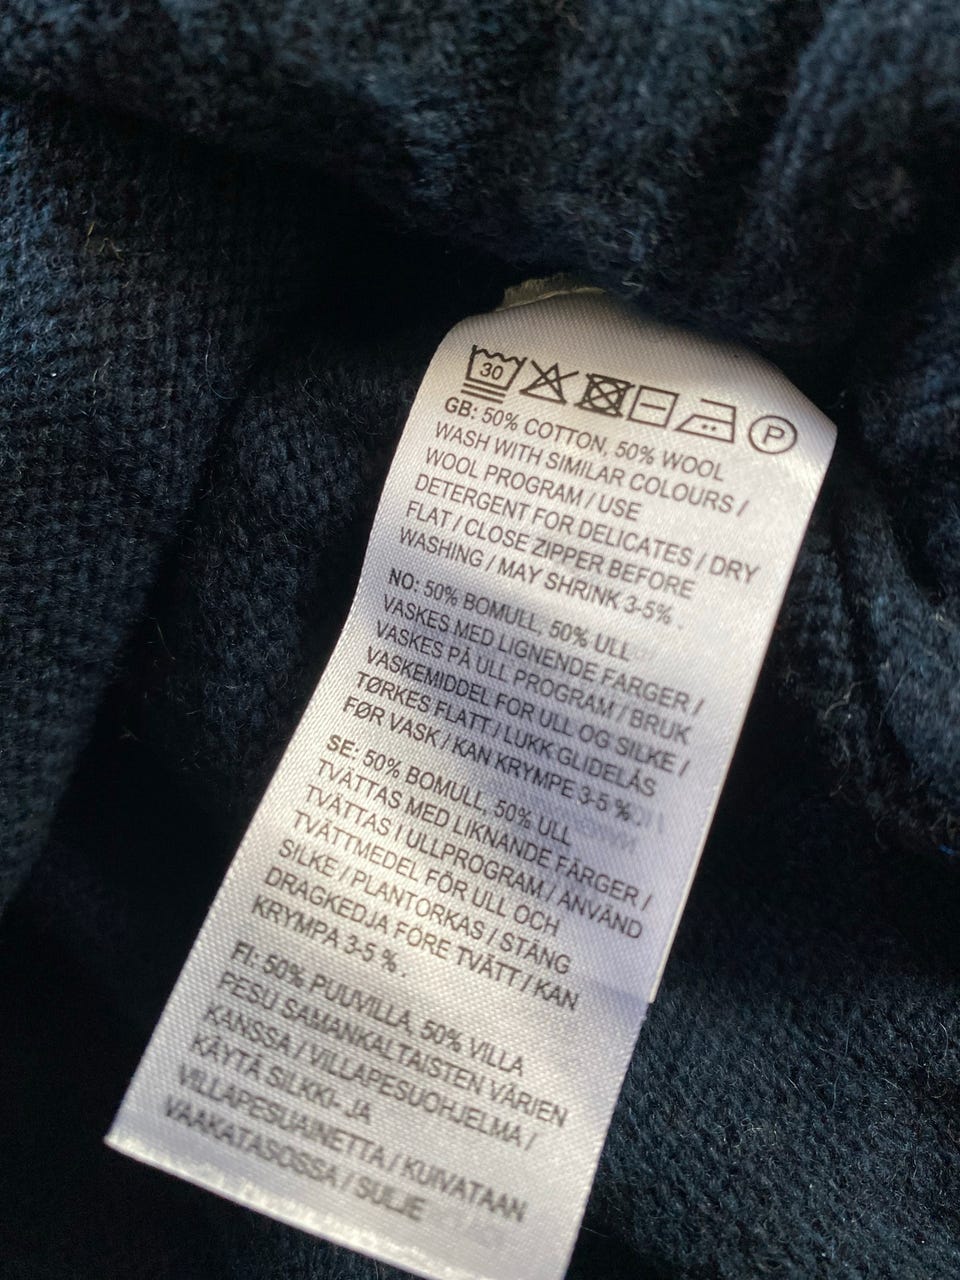 30 P
GB: 50% COTTON, 50% WOOL
WASH WITH SIMILAR COLOURS /
WOOL PROGRAM / USE
DETERGENT FOR DELICATES / DRY
FLAT / CLOSE ZIPPER BEFORE
WASHING / MAY SHRINK 3-5% .
NO: 50% BOMULL, 50% ULL
VASKES MED LIGNENDE FARGER /
VASKES PÅ ULL PROGRAM / BRUK
VASKEMIDDEL FOR ULL OG SILKE /
TØRKES FLATT / LUKK GLIDELÅS
FØR VASK / KAN KRYMPE 3-5 %
SE: 50% BOMULL, 50% ULL
TVÄTTAS MED LIKNANDE FÄRGER /
TVÄTTAS I ULLPROGRAM / ANVÄND
TVÄTTMEDEL FÖR ULL OCH
SILKE / PLANTORKAS / STÄNG
DRAGKEDJA FÖRE TVÄTT / KAN
KRYMPA 3-5 % .
FI: 50% PUUVILLA, 50% VILLA
PESU SAMANKALTAISTEN VÄRIEN
KANSSA / VILLAPESUOHJELMA /
KÄYTÄ SILKKI- JA
VILLAPESUAINETTA / KUIVATAAN
VAAKATASOSSA / SULJE